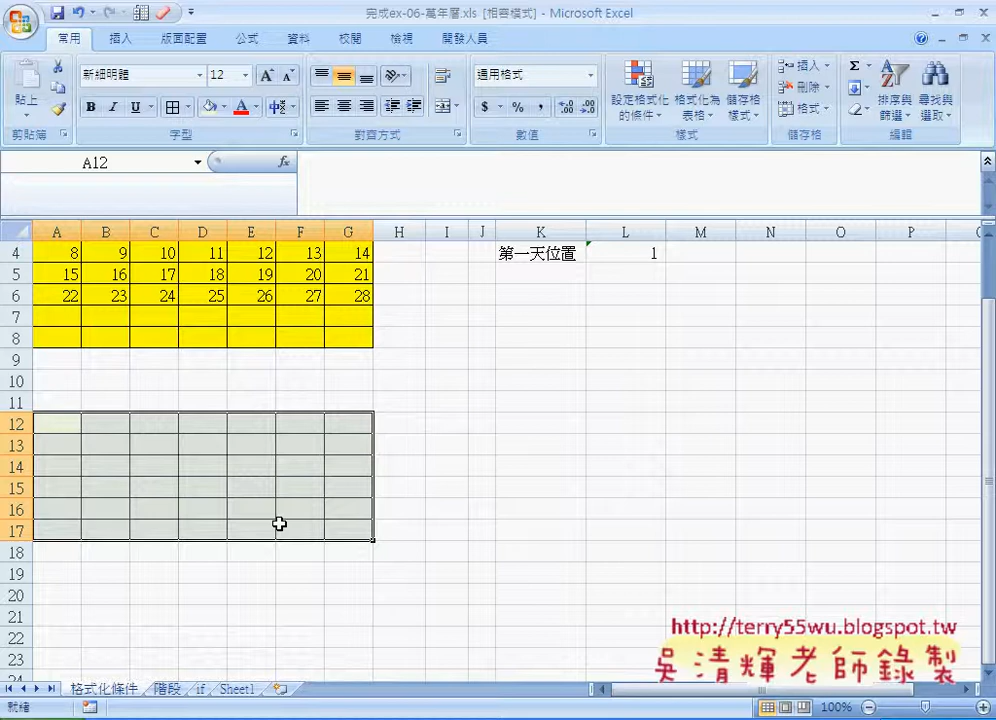 完成ex-06-萬年曆.xls [相容模式] - Microsoft Excel
常用 插入 版面配置 公式 資料 校閱 檢視 開發人員
新細明體 12 通用格式
貼上 B I U A 中 $ % , 設定格式化的條件 格式化為表格 儲存格樣式 插入 刪除 格式 Σ 排序與篩選 尋找與選取
剪貼簿 字型 對齊方式 數值 樣式 儲存格 編輯
A12 fx
A B C D E F G H I J K L M N O P
4 8 9 10 11 12 13 14 第一天位置 1
5 15 16 17 18 19 20 21
6 22 23 24 25 26 27 28
7
8
9
10
11
12
13
14
15
16
17
18
19
20
21
22
23
http://terry55wu.blogspot.tw
吳清輝老師錄製
格式化條件 階段 if Sheet1
就緒 100%